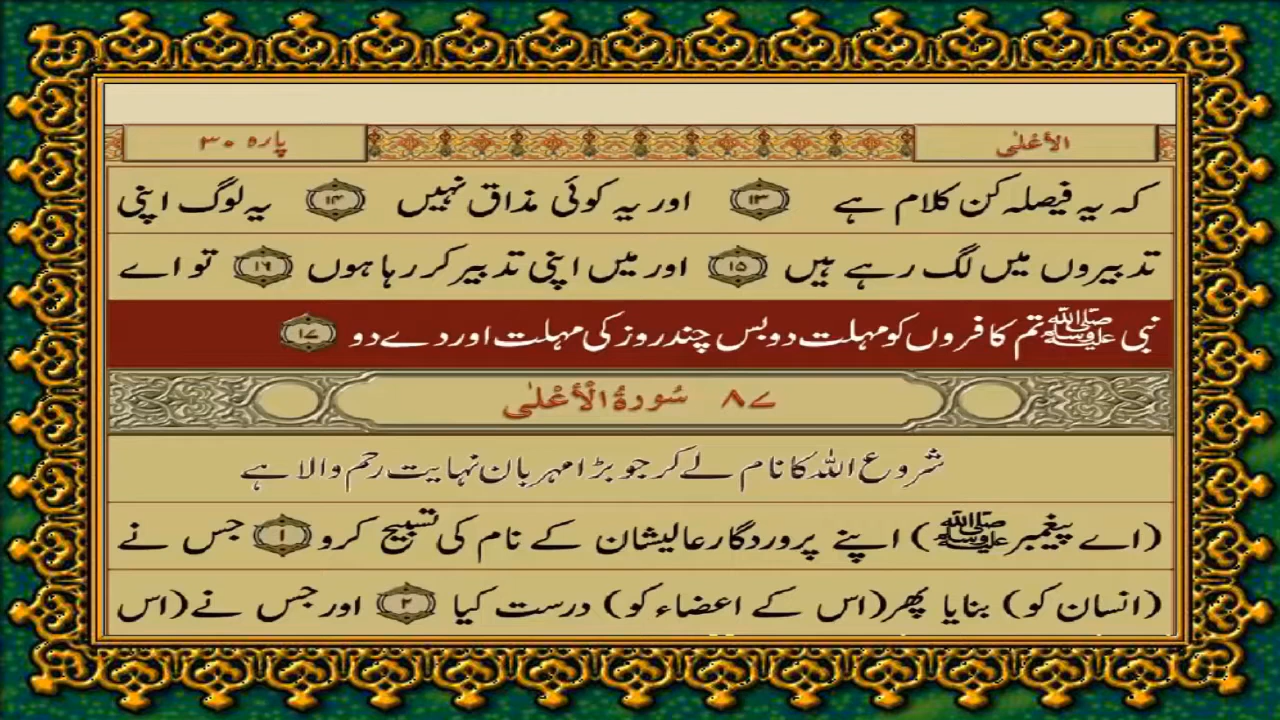 الأعلىٰ پارہ ۳۰
کہ یہ فیصلہ کن کلام ہے ۱۳ اور یہ کوئی مذاق نہیں ۱۴ یہ لوگ اپنی
تدبیروں میں لگ رہے ہیں ۱۵ اور میں اپنی تدبیر کر رہا ہوں ۱۶ تو اے
نبی ﷺ تم کافروں کو مہلت دو بس چند روز کی مہلت اور دے دو ۱۷
۸۷ سُورۃُ الْأَعْلىٰ
شروع اللہ کا نام لے کر جو بڑا مہربان نہایت رحم والا ہے
(اے پیغمبر ﷺ) اپنے پروردگار عالیشان کے نام کی تسبیح کرو ۱ جس نے
(انسان کو) بنایا پھر (اس کے اعضاء کو) درست کیا ۲ اور جس نے (اس